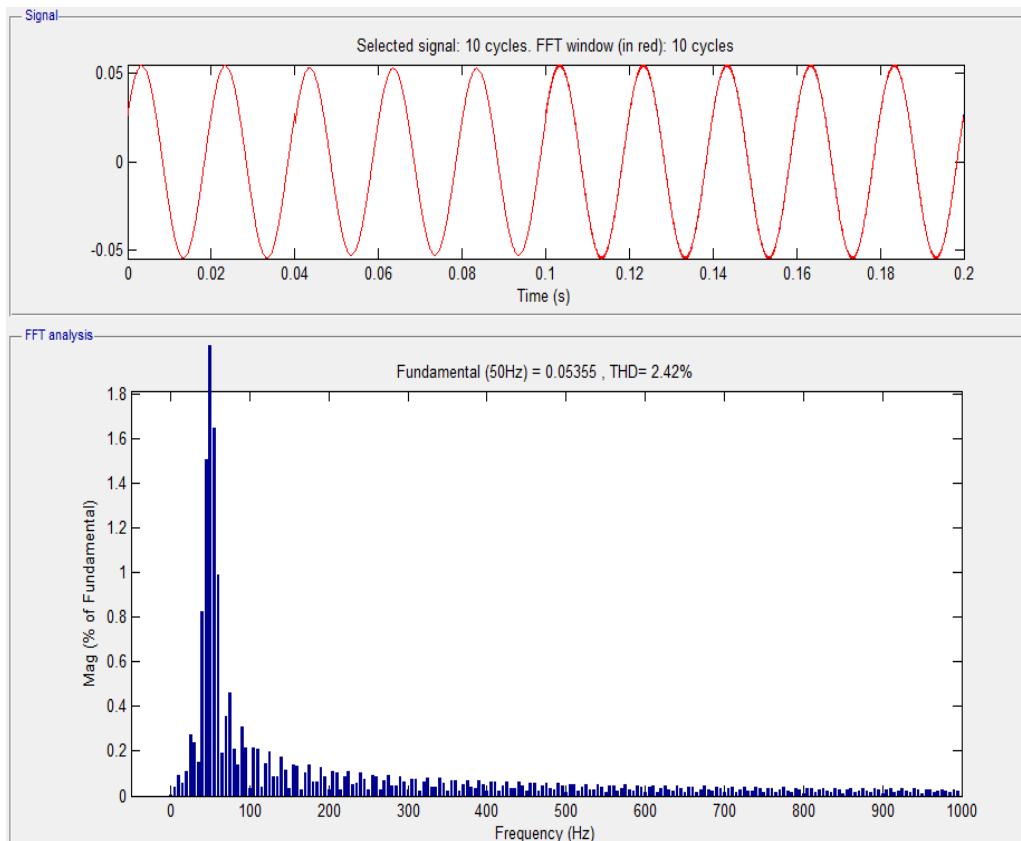 Signal
Selected signal: 10 cycles. FFT window (in red): 10 cycles
0.05
0
-0.05
0 0.02 0.04 0.06 0.08 0.1 0.12 0.14 0.16 0.18 0.2
Time (s)
FFT analysis
Fundamental (50Hz) = 0.05355 , THD= 2.42%
1.8
1.6
1.4
1.2
1
0.8
0.6
0.4
0.2
0
Mag (% of Fundamental)
0 100 200 300 400 500 600 700 800 900 1000
Frequency (Hz)